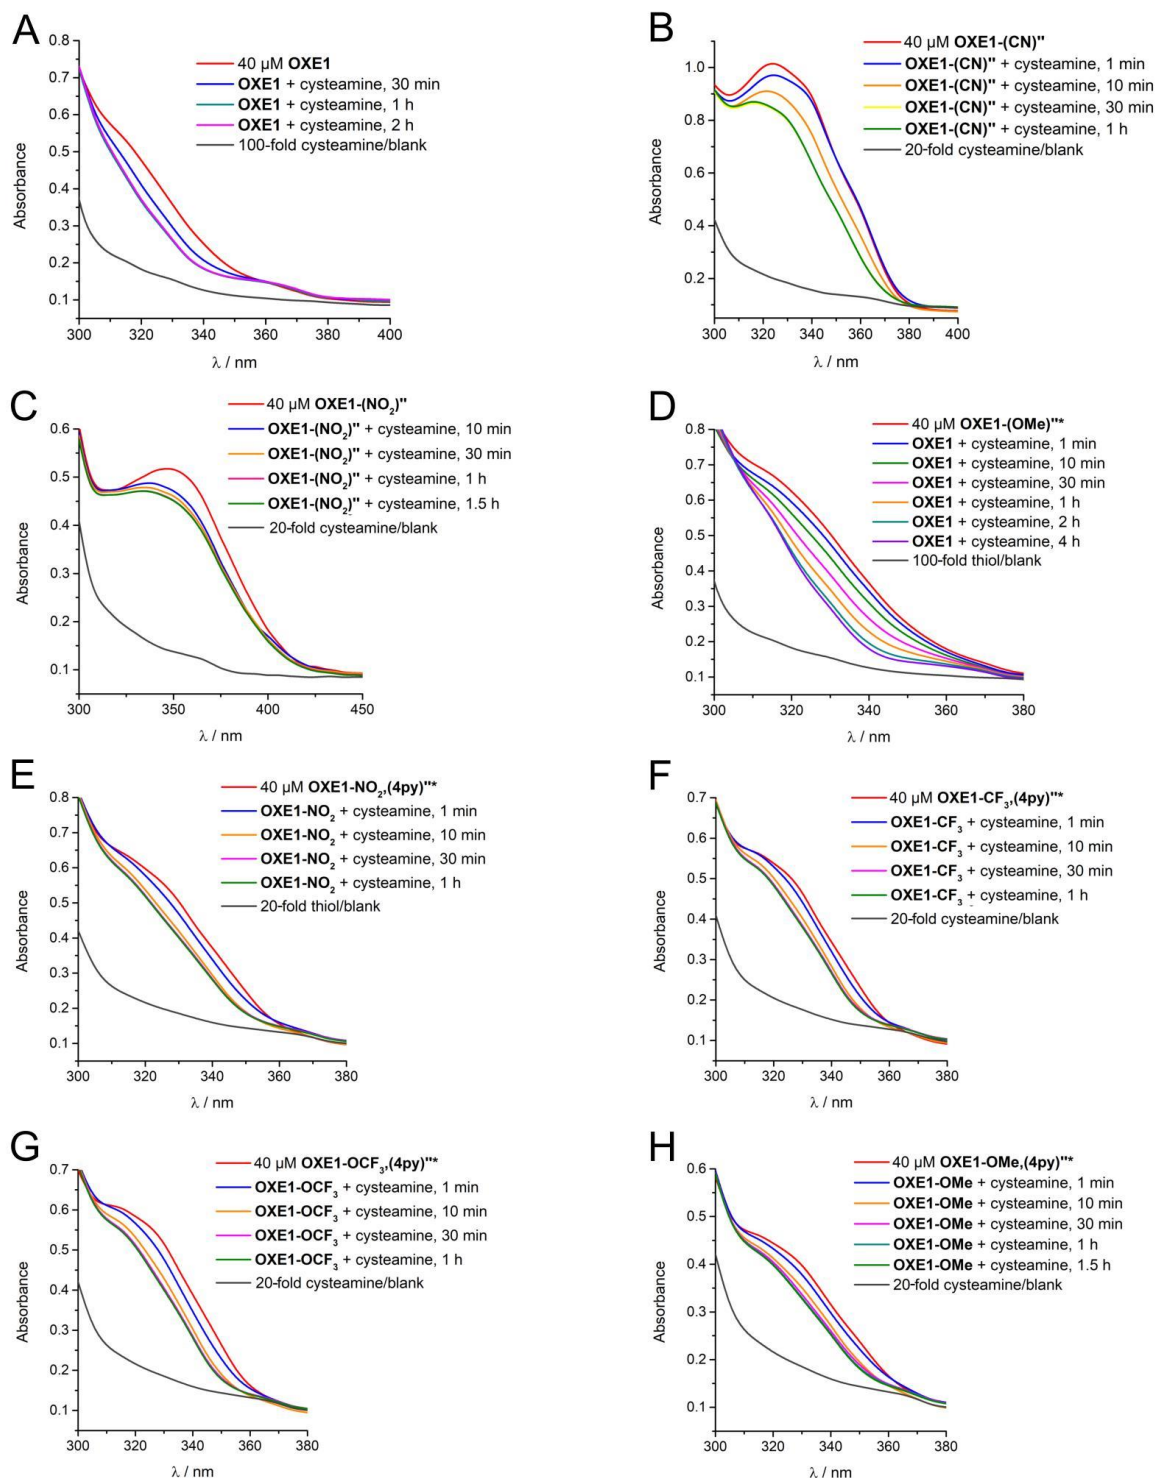 A
0.8
0.7
0.6
0.5
0.4
0.3
0.2
0.1
300 320 340 360 380 400
Absorbance
λ / nm
40 µM OXE1
OXE1 + cysteamine, 30 min
OXE1 + cysteamine, 1 h
OXE1 + cysteamine, 2 h
100-fold cysteamine/blank
B
1.0
0.8
0.6
0.4
0.2
300 320 340 360 380 400
Absorbance
λ / nm
40 µM OXE1-(CN)"
OXE1-(CN)" + cysteamine, 1 min
OXE1-(CN)" + cysteamine, 10 min
OXE1-(CN)" + cysteamine, 30 min
OXE1-(CN)" + cysteamine, 1 h
20-fold cysteamine/blank
C
0.6
0.5
0.4
0.3
0.2
0.1
300 350 400 450
Absorbance
λ / nm
40 µM OXE1-(NO₂)"
OXE1-(NO₂)" + cysteamine, 10 min
OXE1-(NO₂)" + cysteamine, 30 min
OXE1-(NO₂)" + cysteamine, 1 h
OXE1-(NO₂)" + cysteamine, 1.5 h
20-fold cysteamine/blank
D
0.8
0.7
0.6
0.5
0.4
0.3
0.2
0.1
300 320 340 360 380
Absorbance
λ / nm
40 µM OXE1-(OMe)"*
OXE1 + cysteamine, 1 min
OXE1 + cysteamine, 10 min
OXE1 + cysteamine, 30 min
OXE1 + cysteamine, 1 h
OXE1 + cysteamine, 2 h
OXE1 + cysteamine, 4 h
100-fold thiol/blank
E
0.8
0.7
0.6
0.5
0.4
0.3
0.2
0.1
300 320 340 360 380
Absorbance
λ / nm
40 µM OXE1-NO₂,(4py)"*
OXE1-NO₂ + cysteamine, 1 min
OXE1-NO₂ + cysteamine, 10 min
OXE1-NO₂ + cysteamine, 30 min
OXE1-NO₂ + cysteamine, 1 h
20-fold thiol/blank
F
0.7
0.6
0.5
0.4
0.3
0.2
0.1
300 320 340 360 380
Absorbance
λ / nm
40 µM OXE1-CF₃,(4py)"*
OXE1-CF₃ + cysteamine, 1 min
OXE1-CF₃ + cysteamine, 10 min
OXE1-CF₃ + cysteamine, 30 min
OXE1-CF₃ + cysteamine, 1 h
20-fold cysteamine/blank
G
0.7
0.6
0.5
0.4
0.3
0.2
0.1
300 320 340 360 380
Absorbance
λ / nm
40 µM OXE1-OCF₃,(4py)"*
OXE1-OCF₃ + cysteamine, 1 min
OXE1-OCF₃ + cysteamine, 10 min
OXE1-OCF₃ + cysteamine, 30 min
OXE1-OCF₃ + cysteamine, 1 h
20-fold cysteamine/blank
H
0.6
0.5
0.4
0.3
0.2
0.1
300 320 340 360 380
Absorbance
λ / nm
40 µM OXE1-OMe,(4py)"*
OXE1-OMe + cysteamine, 1 min
OXE1-OMe + cysteamine, 10 min
OXE1-OMe + cysteamine, 30 min
OXE1-OMe + cysteamine, 1 h
OXE1-OMe + cysteamine, 1.5 h
20-fold cysteamine/blank